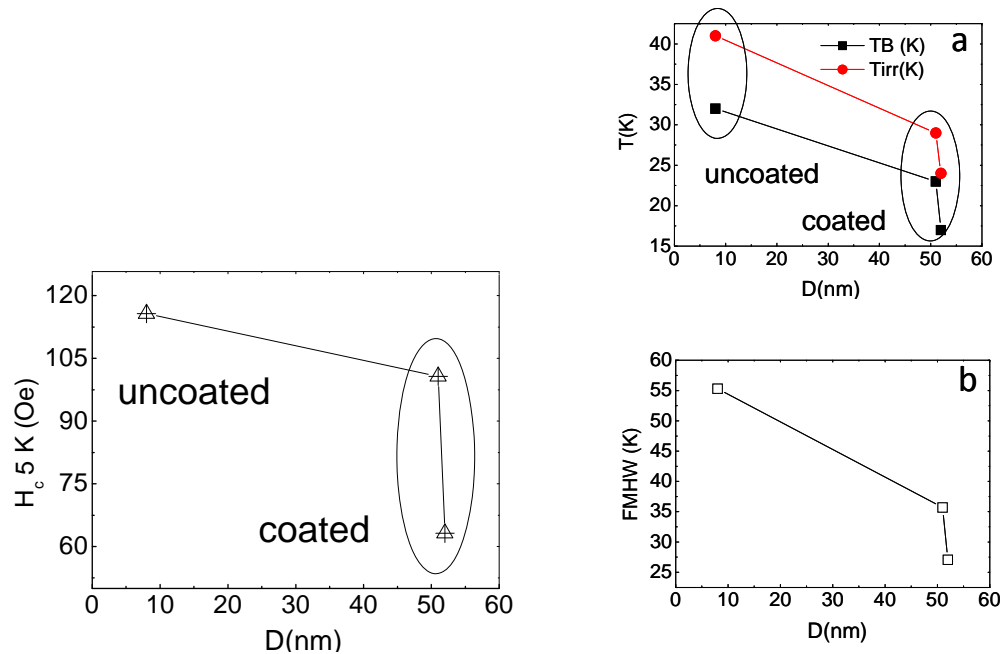 120
105
90
75
60
H_c 5 K (Oe)
uncoated
coated
0 10 20 30 40 50 60
D(nm)
a
TB (K)
Tirr(K)
40
35
30
25
20
15
T(K)
uncoated
coated
0 10 20 30 40 50 60
D(nm)
b
60
55
50
45
40
35
30
25
FMHW (K)
0 10 20 30 40 50 60
D(nm)